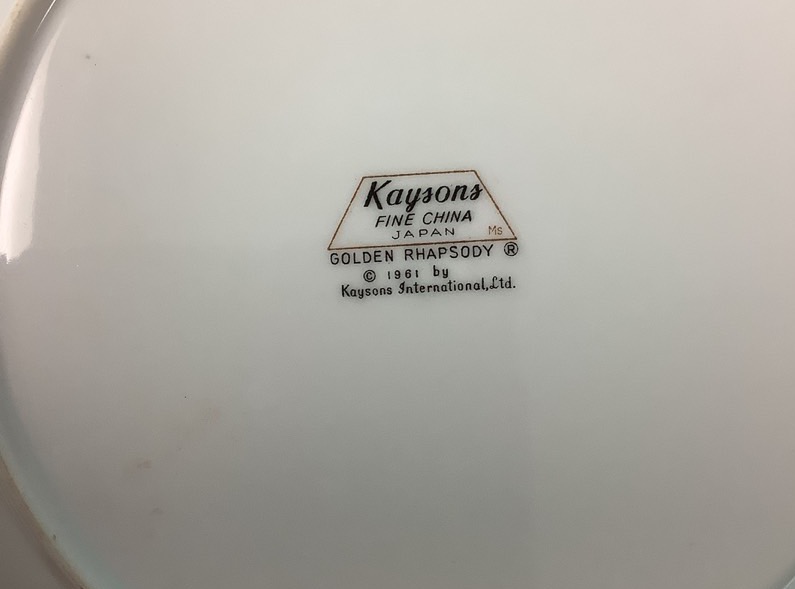 Kaysons
FINE CHINA
JAPAN Ms
GOLDEN RHAPSODY ®
© 1961 by
Kaysons International,Ltd.